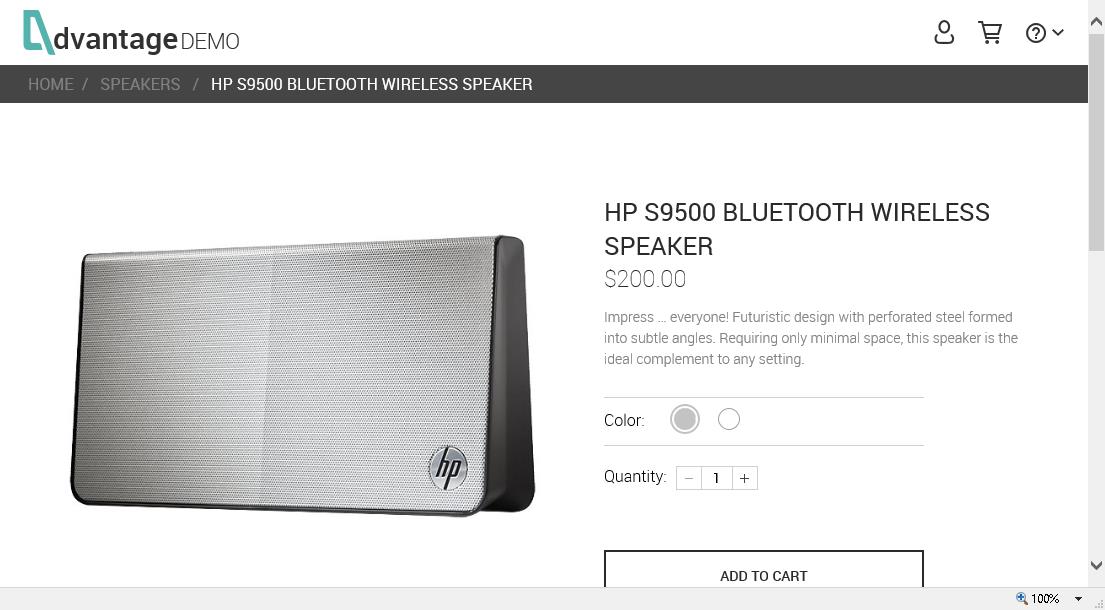 dvantage DEMO
HOME / SPEAKERS / HP S9500 BLUETOOTH WIRELESS SPEAKER
HP S9500 BLUETOOTH WIRELESS
SPEAKER
$200.00
Impress ... everyone! Futuristic design with perforated steel formed
into subtle angles. Requiring only minimal space, this speaker is the
ideal complement to any setting.
Color:
Quantity: − 1 +
hp
ADD TO CART
100%